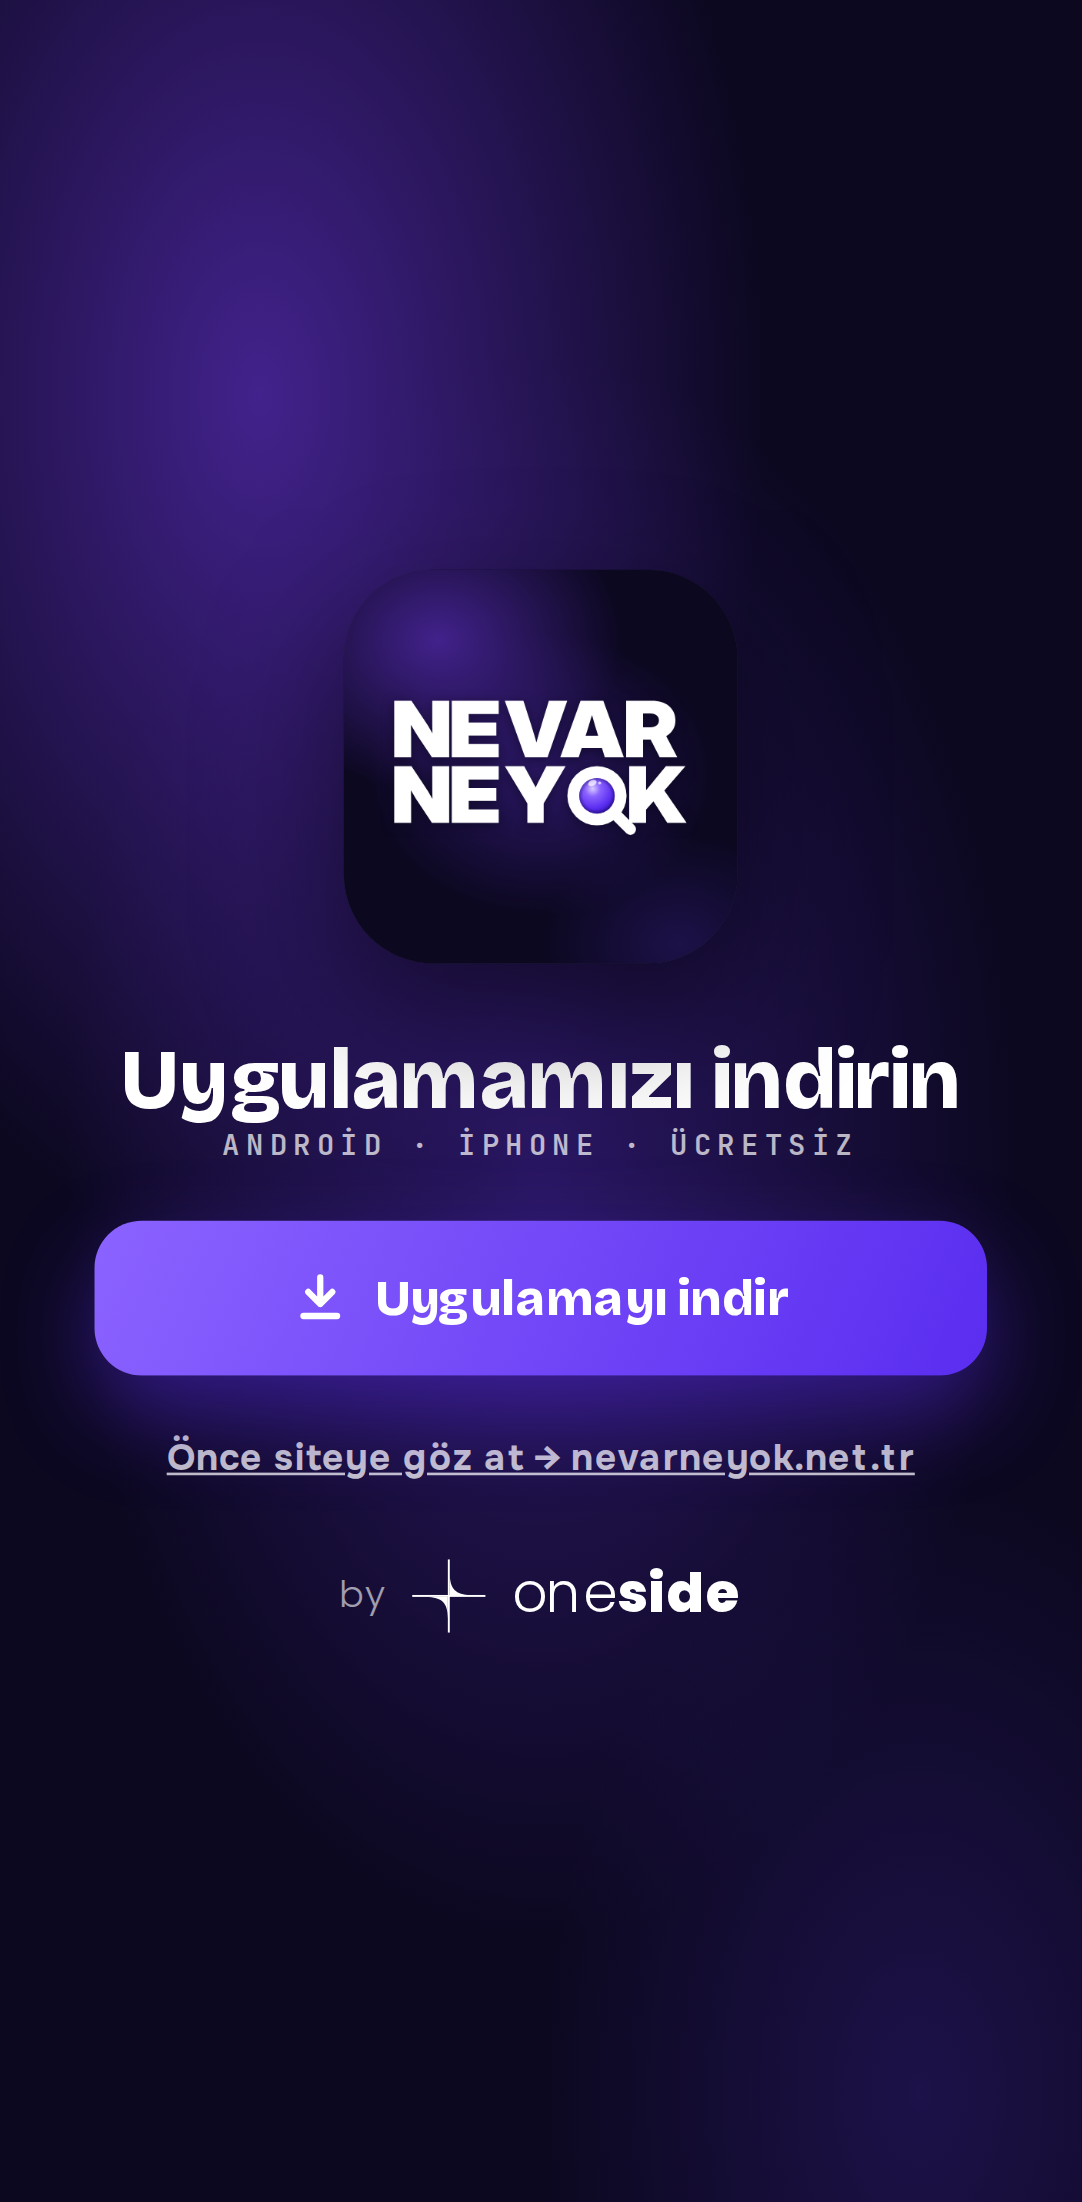 NEVAR
NEYOK
Uygulamamızı indirin
ANDROİD · İPHONE · ÜCRETSİZ
Uygulamayı indir
Önce siteye göz at → nevarneyok.net.tr
by oneside